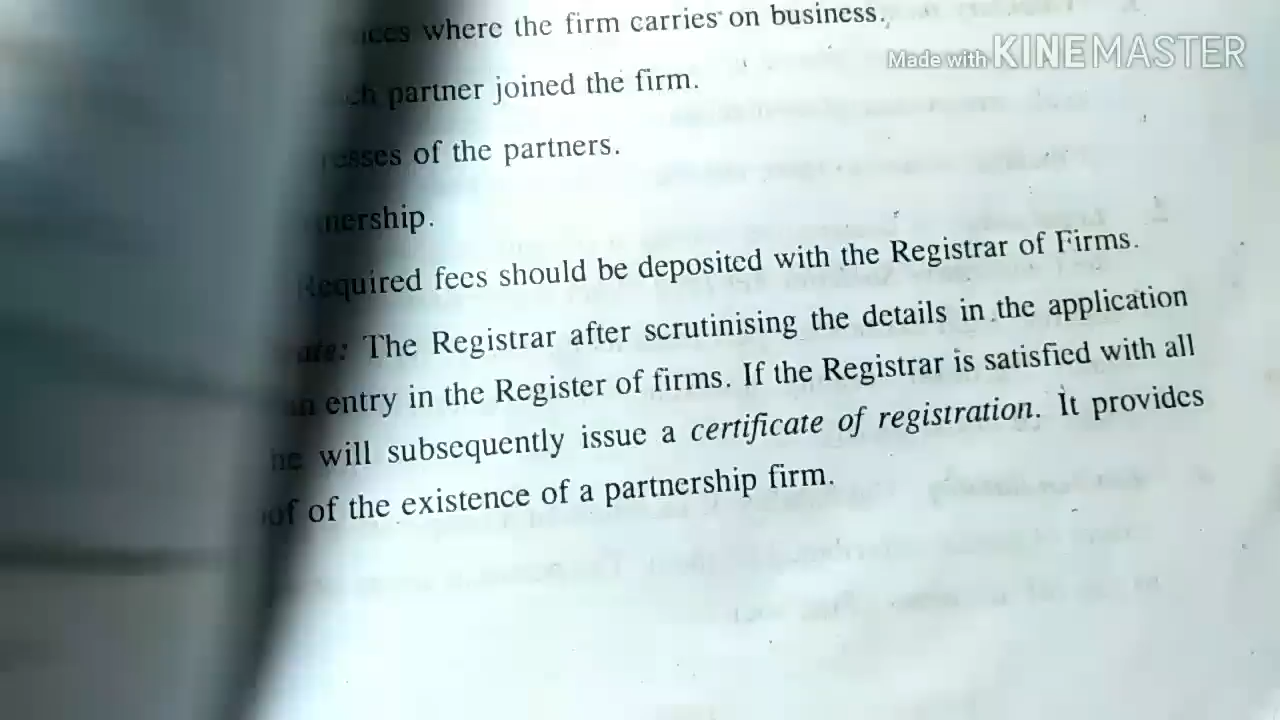 where the firm carries on business.
Made with KINEMASTER
partner joined the firm.
of the partners.
Required fees should be deposited with the Registrar of Firms.
The Registrar after scrutinising the details in the application
entry in the Register of firms. If the Registrar is satisfied with all
he will subsequently issue a certificate of registration. It provides
of the existence of a partnership firm.